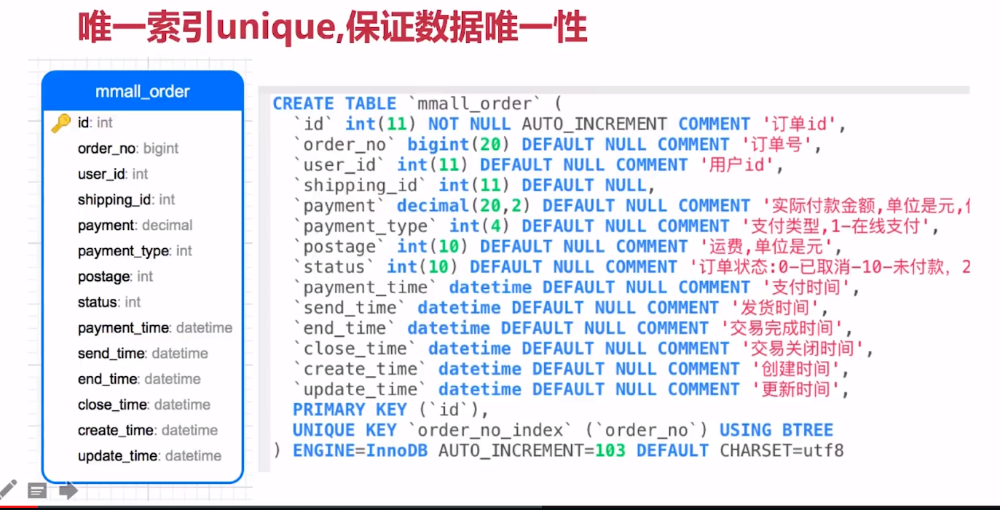 唯一索引unique,保证数据唯一性
mmall_order
id: int
order_no: bigint
user_id: int
shipping_id: int
payment: decimal
payment_type: int
postage: int
status: int
payment_time: datetime
send_time: datetime
end_time: datetime
close_time: datetime
create_time: datetime
update_time: datetime
CREATE TABLE `mmall_order` (
`id` int(11) NOT NULL AUTO_INCREMENT COMMENT '订单id',
`order_no` bigint(20) DEFAULT NULL COMMENT '订单号',
`user_id` int(11) DEFAULT NULL COMMENT '用户id',
`shipping_id` int(11) DEFAULT NULL,
`payment` decimal(20,2) DEFAULT NULL COMMENT '实际付款金额,单位是元,
`payment_type` int(4) DEFAULT NULL COMMENT '支付类型,1-在线支付',
`postage` int(10) DEFAULT NULL COMMENT '运费,单位是元',
`status` int(10) DEFAULT NULL COMMENT '订单状态:0-已取消-10-未付款，2
`payment_time` datetime DEFAULT NULL COMMENT '支付时间',
`send_time` datetime DEFAULT NULL COMMENT '发货时间',
`end_time` datetime DEFAULT NULL COMMENT '交易完成时间',
`close_time` datetime DEFAULT NULL COMMENT '交易关闭时间',
`create_time` datetime DEFAULT NULL COMMENT '创建时间',
`update_time` datetime DEFAULT NULL COMMENT '更新时间',
PRIMARY KEY (`id`),
UNIQUE KEY `order_no_index` (`order_no`) USING BTREE
) ENGINE=InnoDB AUTO_INCREMENT=103 DEFAULT CHARSET=utf8